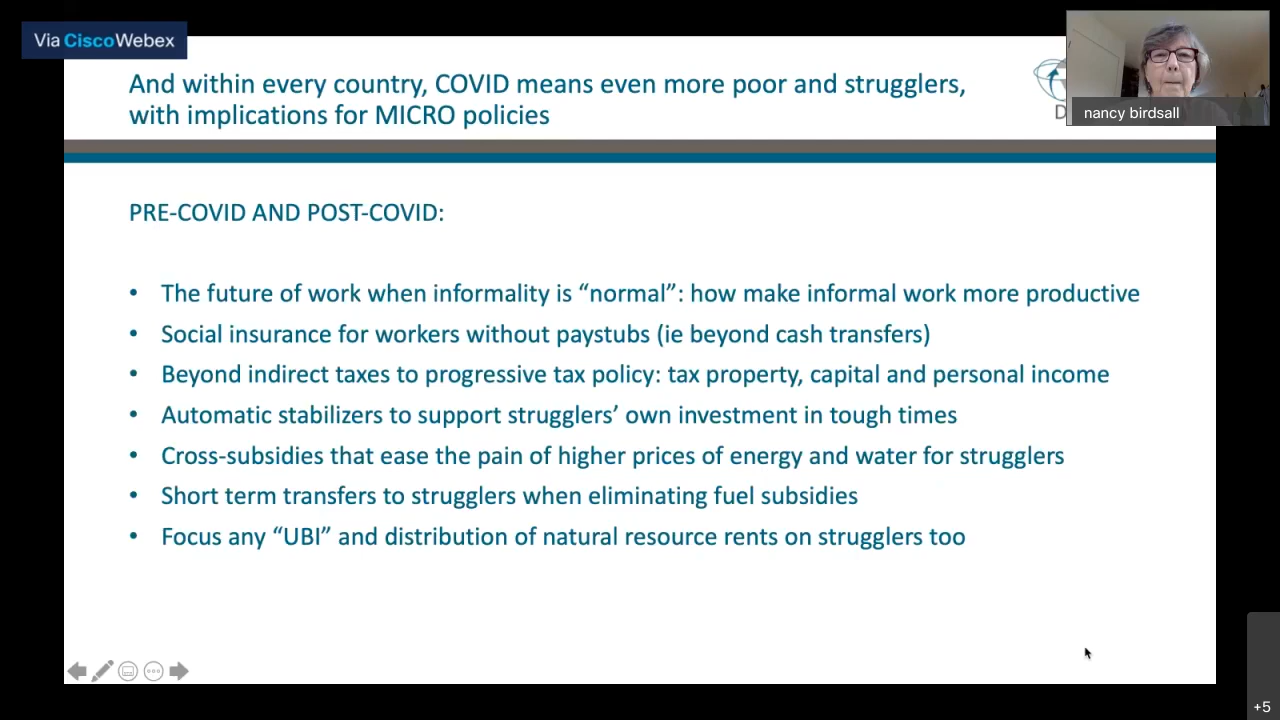 Via Cisco Webex
And within every country, COVID means even more poor and strugglers,
with implications for MICRO policies
nancy birdsall
PRE-COVID AND POST-COVID:
• The future of work when informality is “normal”: how make informal work more productive
• Social insurance for workers without paystubs (ie beyond cash transfers)
• Beyond indirect taxes to progressive tax policy: tax property, capital and personal income
• Automatic stabilizers to support strugglers’ own investment in tough times
• Cross-subsidies that ease the pain of higher prices of energy and water for strugglers
• Short term transfers to strugglers when eliminating fuel subsidies
• Focus any “UBI” and distribution of natural resource rents on strugglers too
+5